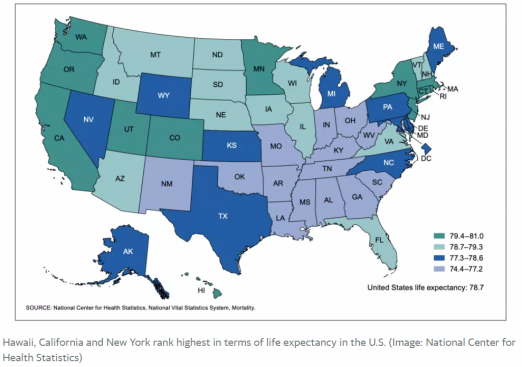 WA
MT
ND
MN
ME
OR
ID
SD
WI
VT
NH
NY
MA
CT
RI
WY
MI
NV
NE
IA
PA
NJ
UT
CO
IL
IN
OH
DE
MD
CA
KS
MO
WV
VA
DC
KY
NC
AZ
NM
OK
AR
TN
SC
MS
AL
GA
TX
LA
FL
AK
HI
79.4–81.0
78.7–79.3
77.3–78.6
74.4–77.2
United States life expectancy: 78.7
SOURCE: National Center for Health Statistics, National Vital Statistics System, Mortality.
Hawaii, California and New York rank highest in terms of life expectancy in the U.S. (Image: National Center for
Health Statistics)